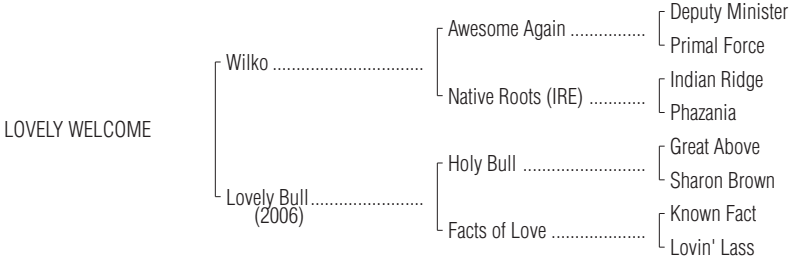 Deputy Minister
Awesome Again ................
Primal Force
Wilko ................................
Indian Ridge
Native Roots (IRE) ............
Phazania
LOVELY WELCOME
Great Above
Holy Bull ..........................
Sharon Brown
Lovely Bull........................
(2006)
Known Fact
Facts of Love ....................
Lovin' Lass